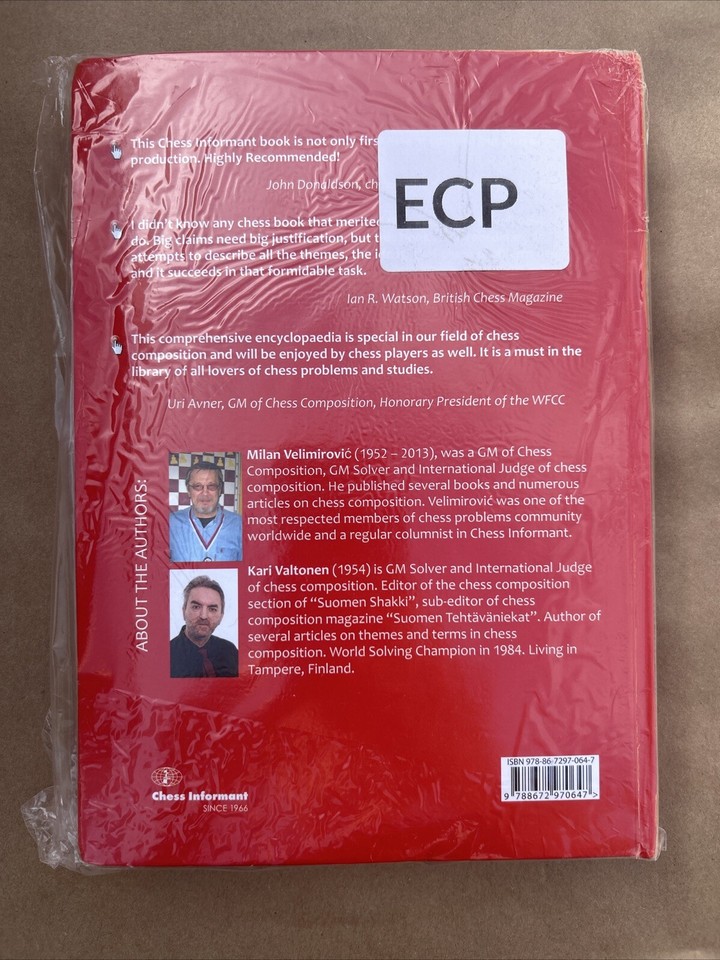 This Chess Informant book is not only firs
production. Highly Recommended!
John Donaldson, ch
ECP
I didn't know any chess book that merited
do. Big claims need big justification, but t
attempts to describe all the themes, the i
and it succeeds in that formidable task.
Ian R. Watson, British Chess Magazine
This comprehensive encyclopaedia is special in our field of chess
composition and will be enjoyed by chess players as well. It is a must in the
library of all lovers of chess problems and studies.
Uri Avner, GM of Chess Composition, Honorary President of the WFCC
ABOUT THE AUTHORS:
Milan Velimirović (1952 – 2013), was a GM of Chess
Composition, GM Solver and International Judge of chess
composition. He published several books and numerous
articles on chess composition. Velimirović was one of the
most respected members of chess problems community
worldwide and a regular columnist in Chess Informant.
Kari Valtonen (1954) is GM Solver and International Judge
of chess composition. Editor of the chess composition
section of “Suomen Shakki”, sub-editor of chess
composition magazine “Suomen Tehtäväniekat”. Author of
several articles on themes and terms in chess
composition. World Solving Champion in 1984. Living in
Tampere, Finland.
Chess Informant
SINCE 1966
ISBN 978-86-7297-064-7
9 788672 970647 >